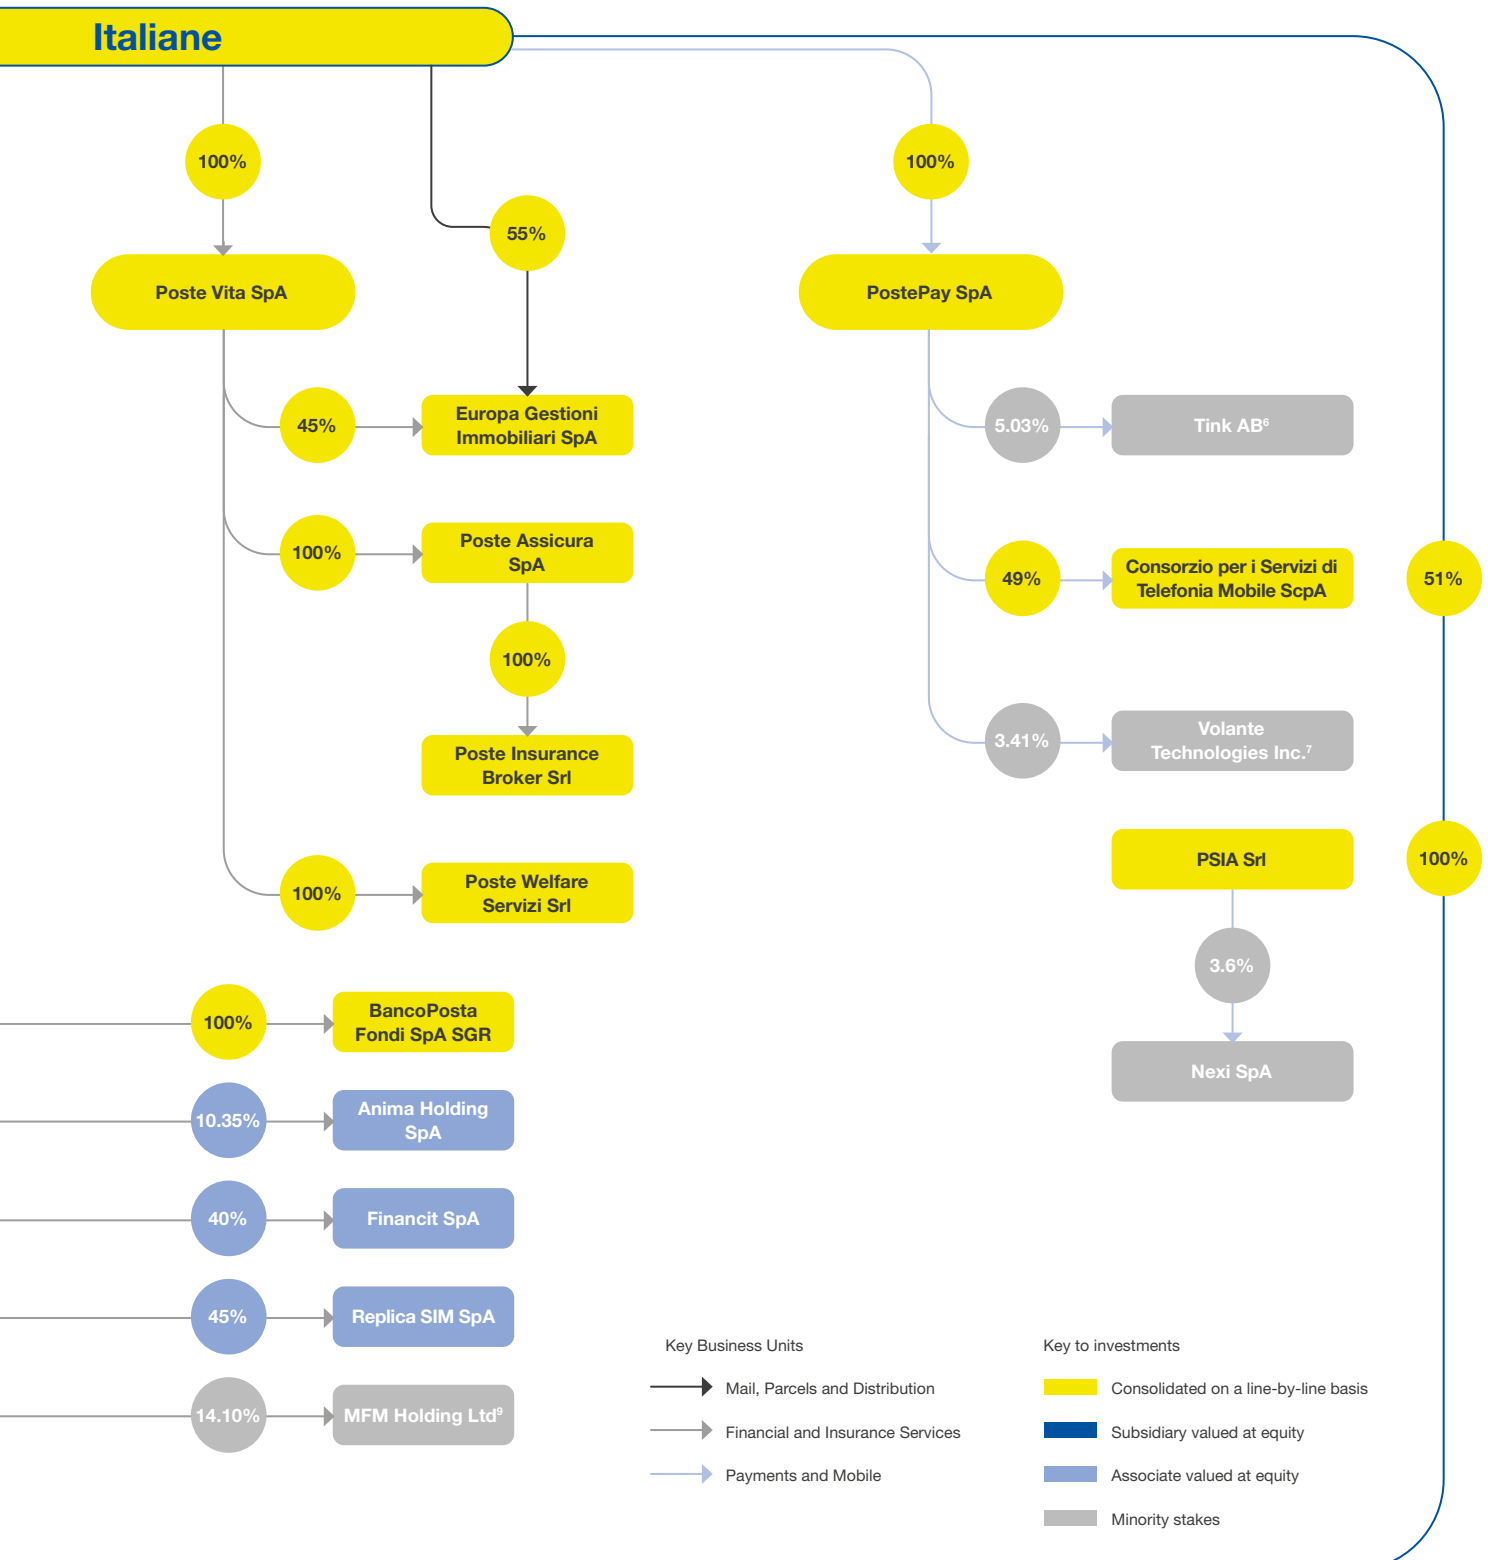 Italiane
100%
100%
55%
Poste Vita SpA
PostePay SpA
45%
Europa Gestioni
Immobiliari SpA
5.03%
Tink AB⁶
100%
Poste Assicura
SpA
49%
Consorzio per i Servizi di
Telefonia Mobile ScpA
51%
100%
Poste Insurance
Broker Srl
3.41%
Volante
Technologies Inc.⁷
PSIA Srl
100%
100%
Poste Welfare
Servizi Srl
3.6%
Nexi SpA
100%
BancoPosta
Fondi SpA SGR
10.35%
Anima Holding
SpA
40%
Financit SpA
45%
Replica SIM SpA
14.10%
MFM Holding Ltd⁹
Key Business Units
Mail, Parcels and Distribution
Financial and Insurance Services
Payments and Mobile
Key to investments
Consolidated on a line-by-line basis
Subsidiary valued at equity
Associate valued at equity
Minority stakes